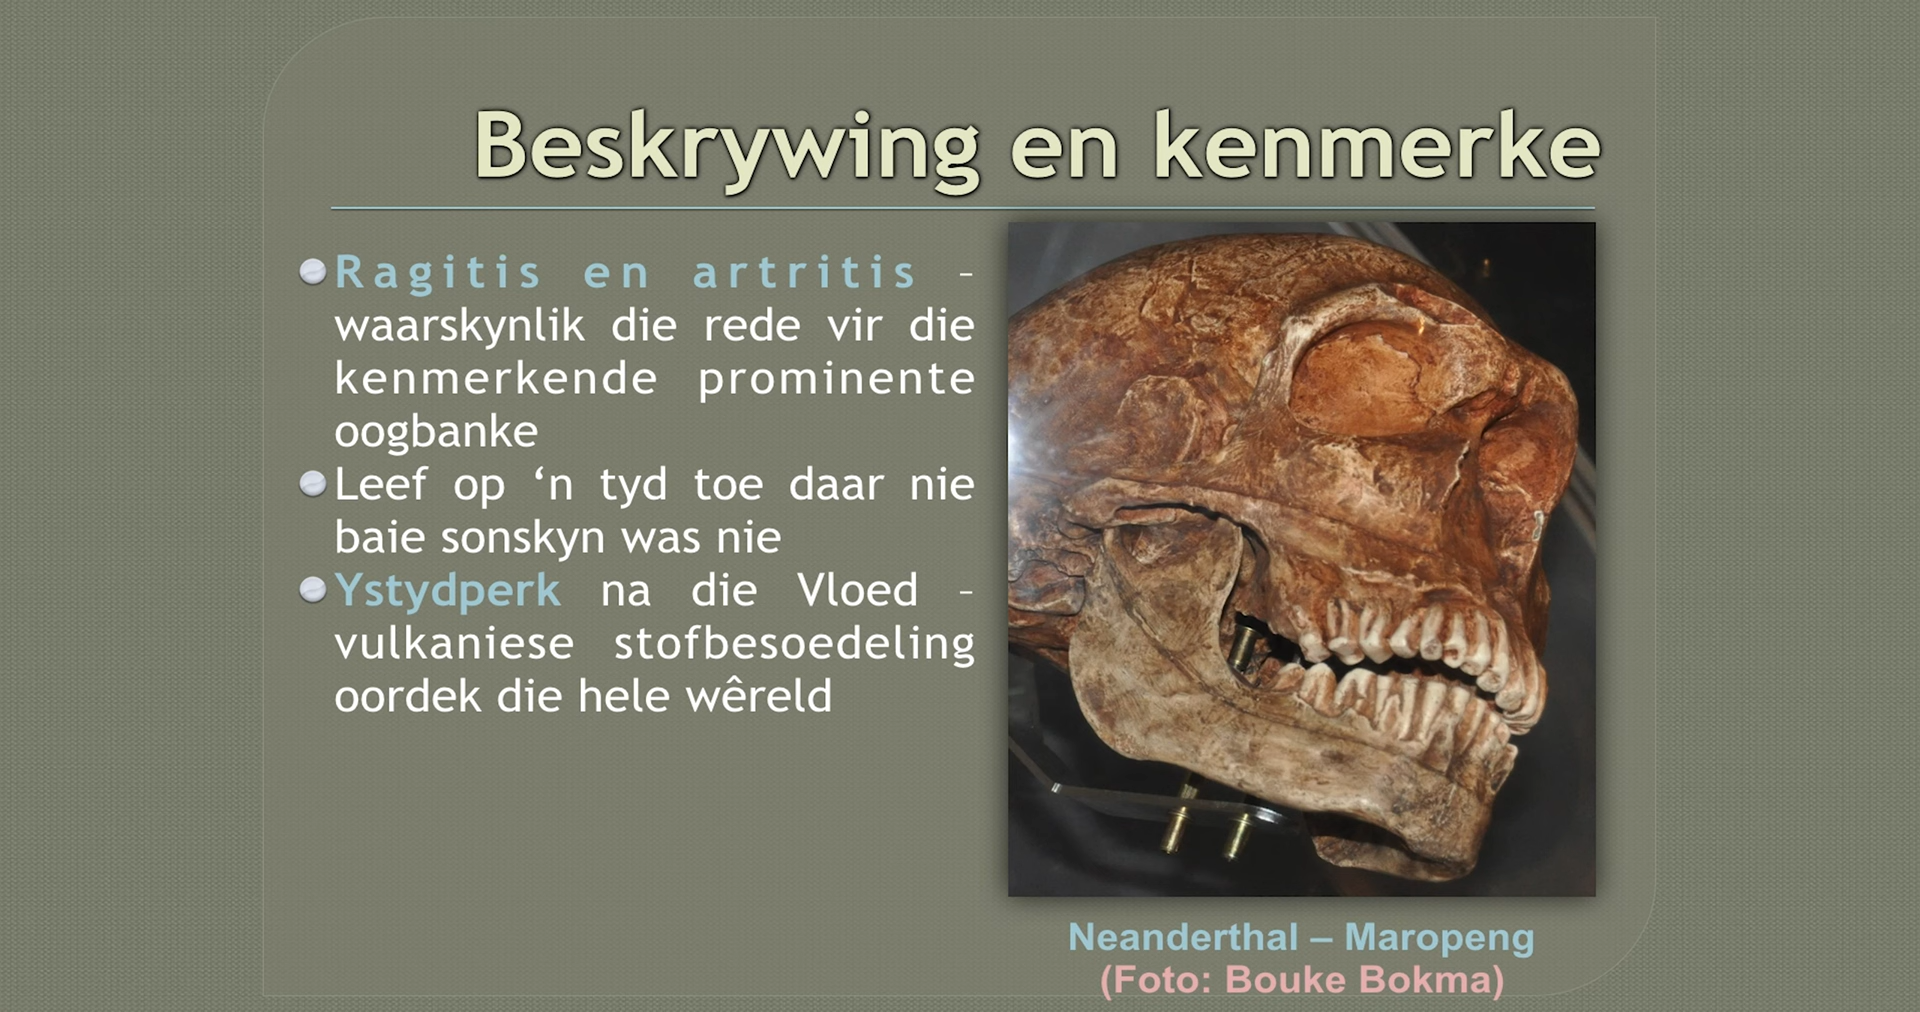 Beskrywing en kenmerke
Ragitis en artritis –
waarskynlik die rede vir die
kenmerkende prominente
oogbanke
Leef op ‘n tyd toe daar nie
baie sonskyn was nie
Ystydperk na die Vloed –
vulkaniese stofbesoedeling
oordek die hele wêreld
Neanderthal – Maropeng
(Foto: Bouke Bokma)